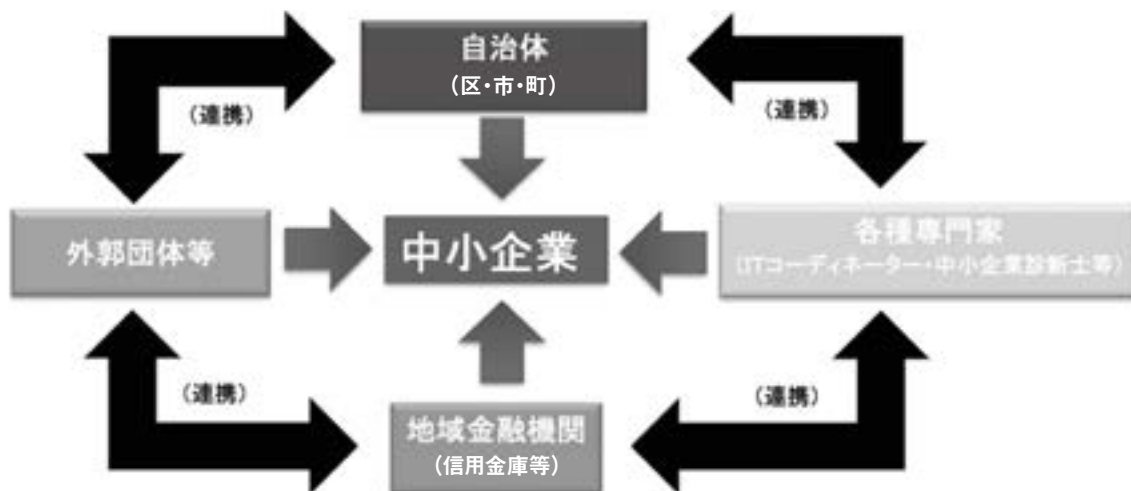 自治体
（区・市・町）
（連携）
（連携）
外郭団体等
中小企業
各種専門家
（ITコーディネーター・中小企業診断士等）
（連携）
（連携）
地域金融機関
（信用金庫等）